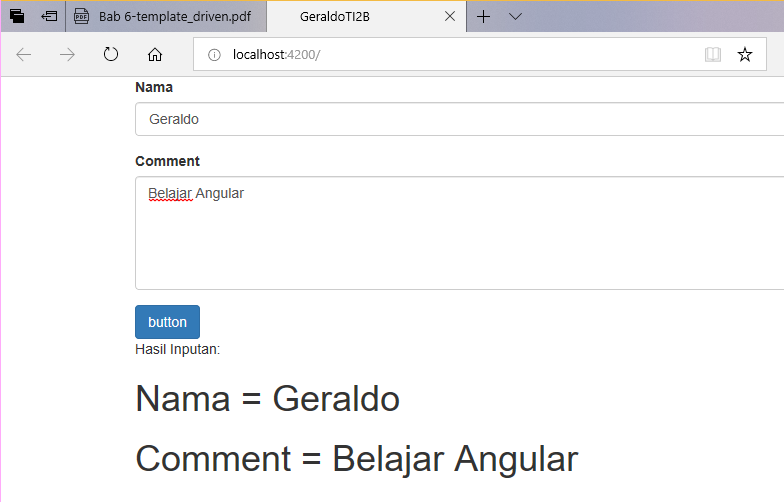 Bab 6-template_driven.pdf
GeraldoTI2B
localhost:4200/
Nama
Geraldo
Comment
Belajar Angular
button
Hasil Inputan:
Nama = Geraldo
Comment = Belajar Angular